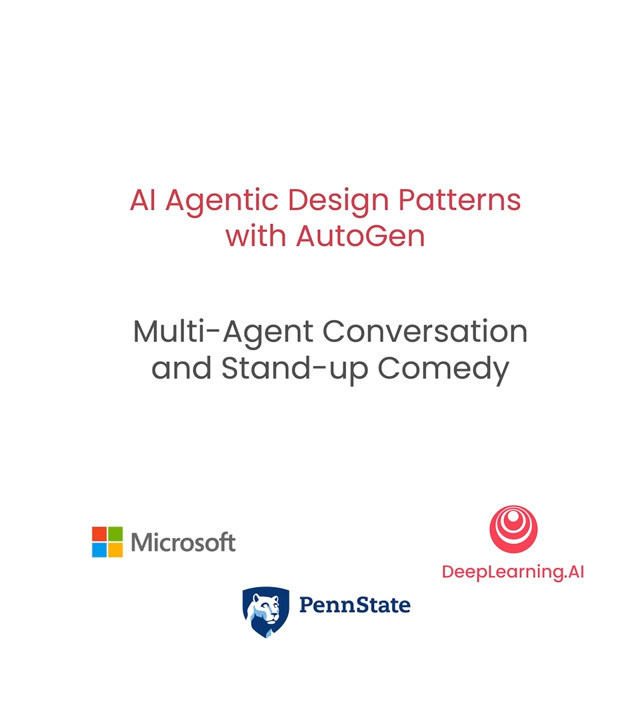 AI Agentic Design Patterns
with AutoGen
Multi-Agent Conversation
and Stand-up Comedy
Microsoft
DeepLearning.AI
PennState